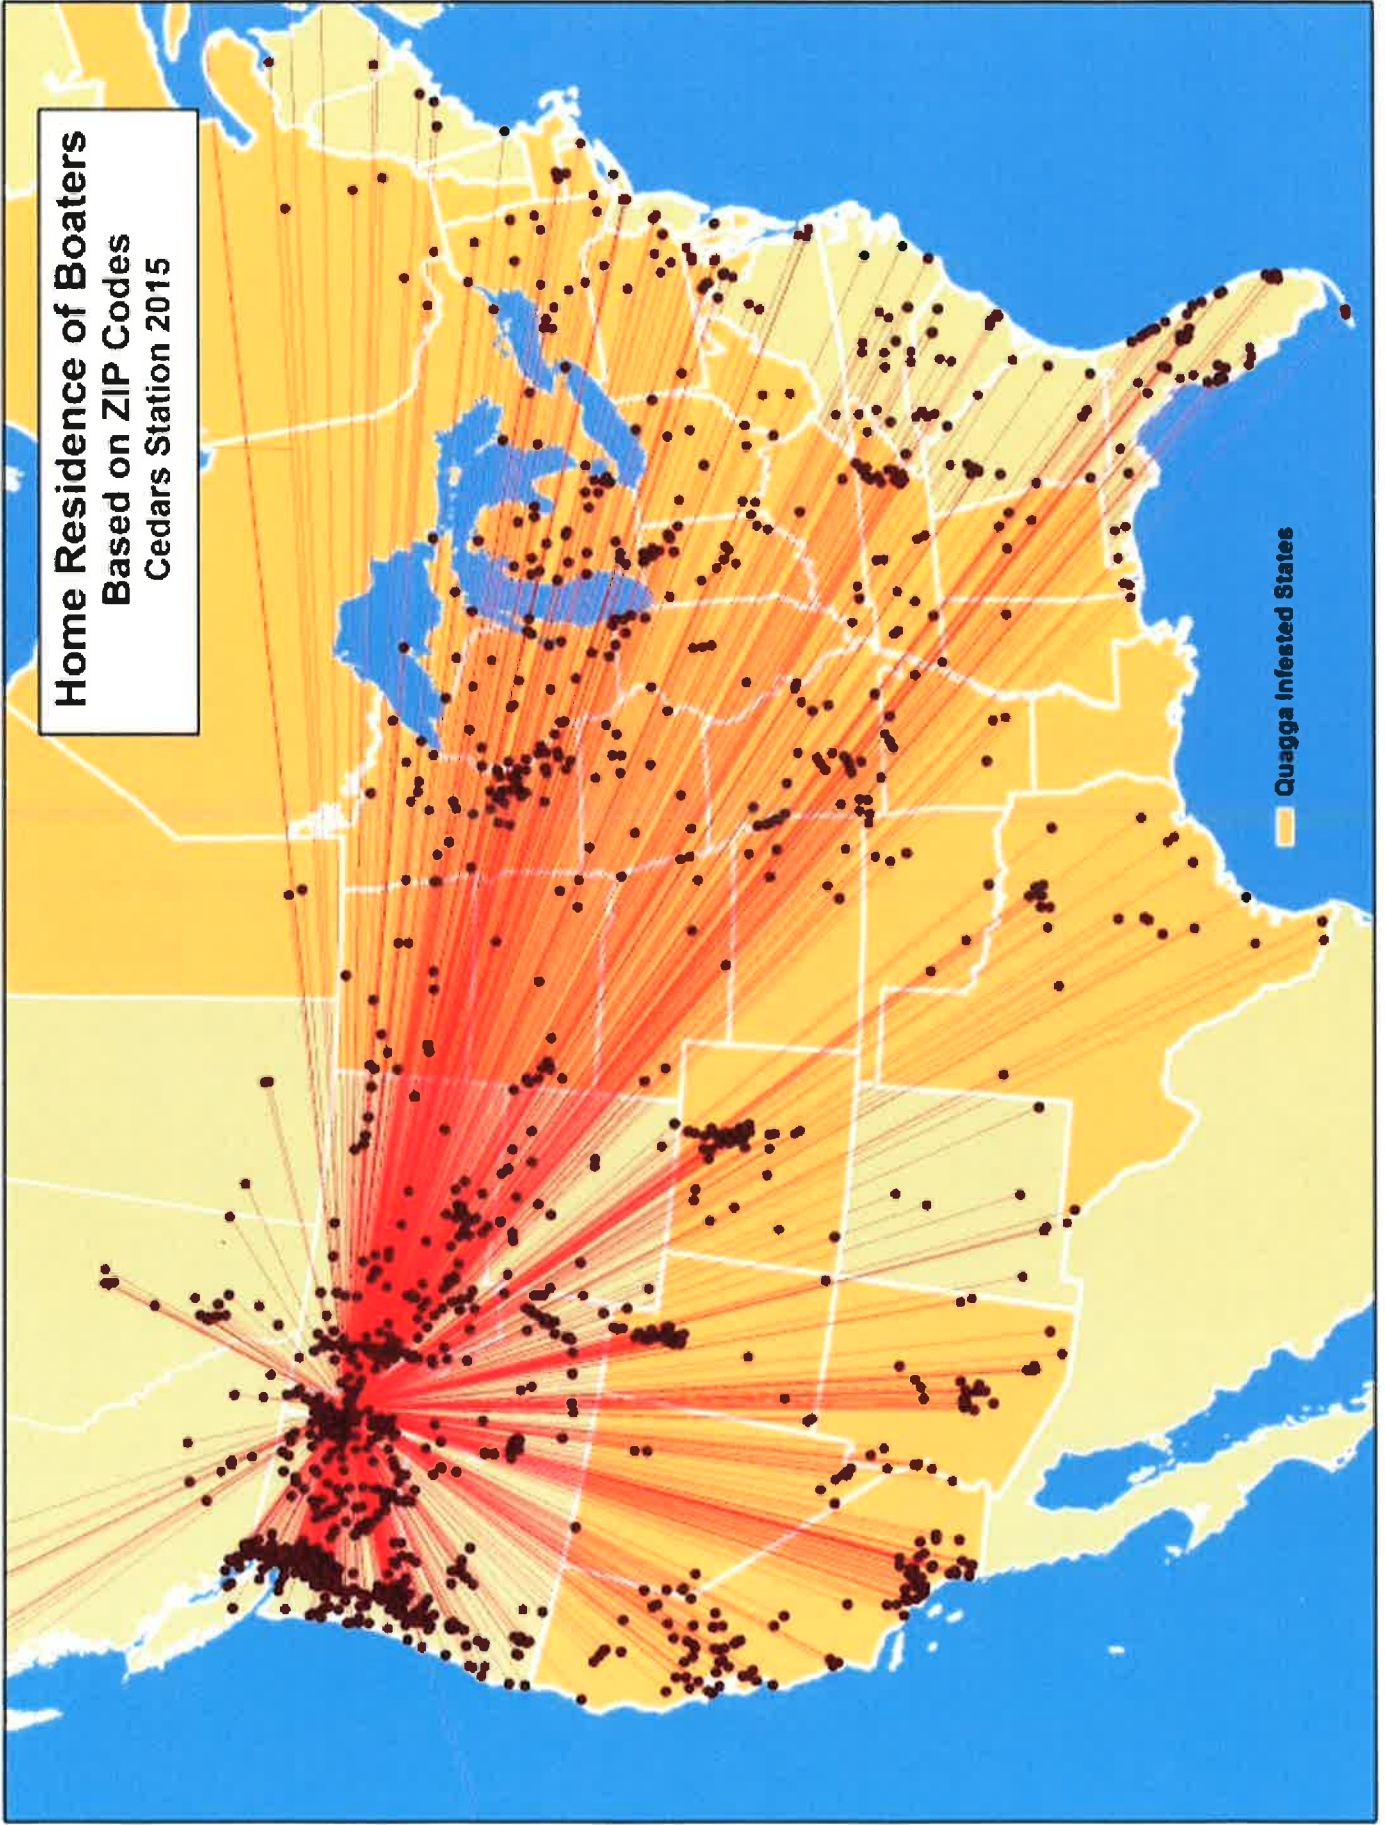 Home Residence of Boaters
Based on ZIP Codes
Cedars Station 2015
Quagga Infested States